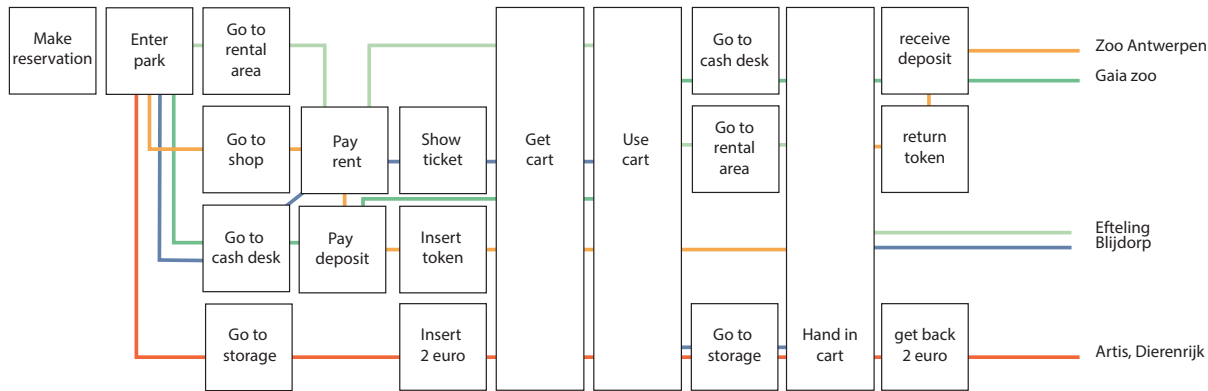 Make
reservation
Enter
park
Go to
rental
area
Go to
shop
Go to
cash desk
Go to
storage
Pay
rent
Pay
deposit
Show
ticket
Insert
token
Insert
2 euro
Get
cart
Use
cart
Go to
cash desk
Go to
rental
area
Go to
storage
Hand in
cart
receive
deposit
return
token
get back
2 euro
Zoo Antwerpen
Gaia zoo
Efteling
Blijdorp
Artis, Dierenrijk